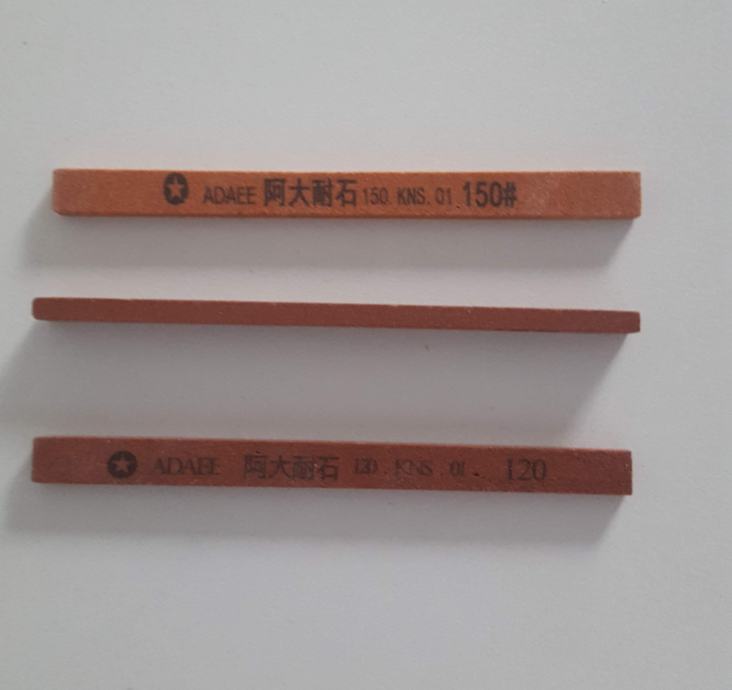 ADAEE 阿大耐石 150. KNS. 01. 150#
ADAEE 阿大耐石 120 . KNS . 01 . 120